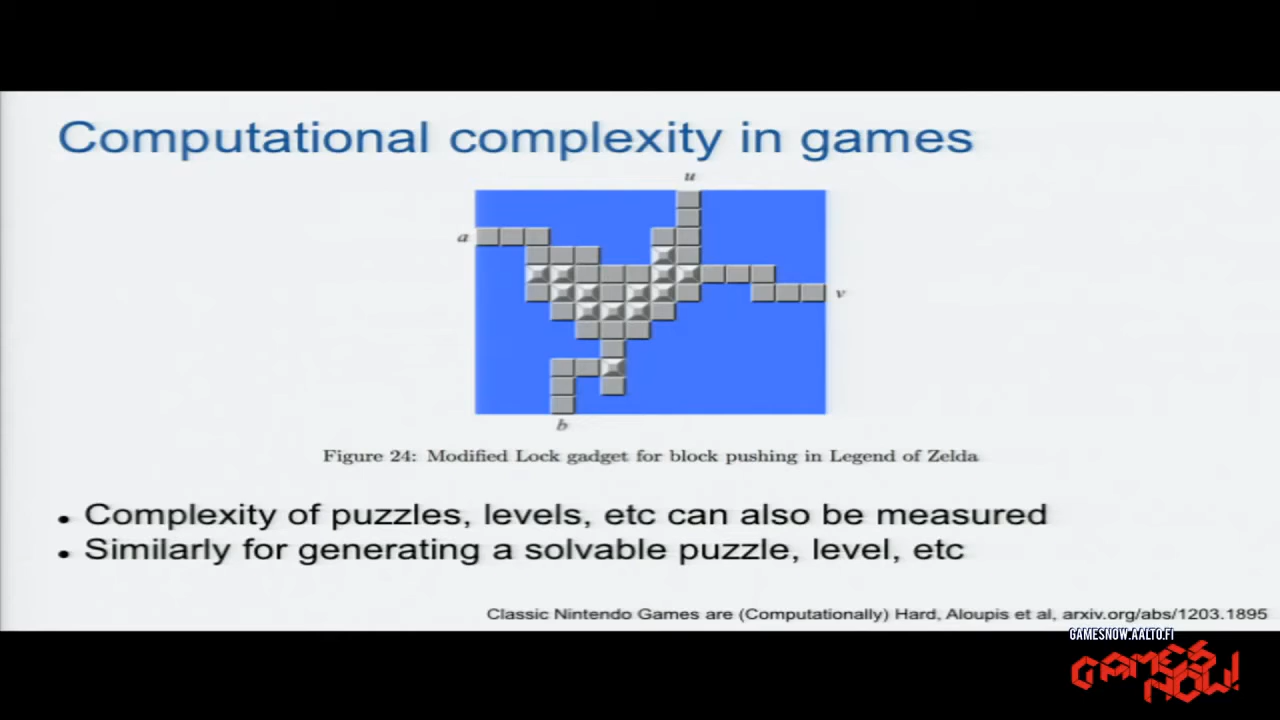 Computational complexity in games
u
a
v
b
Figure 24: Modified Lock gadget for block pushing in Legend of Zelda
• Complexity of puzzles, levels, etc can also be measured
• Similarly for generating a solvable puzzle, level, etc
Classic Nintendo Games are (Computationally) Hard, Aloupis et al, arxiv.org/abs/1203.1895
GAMESNOW.AALTO.FI
GAMES NOW!